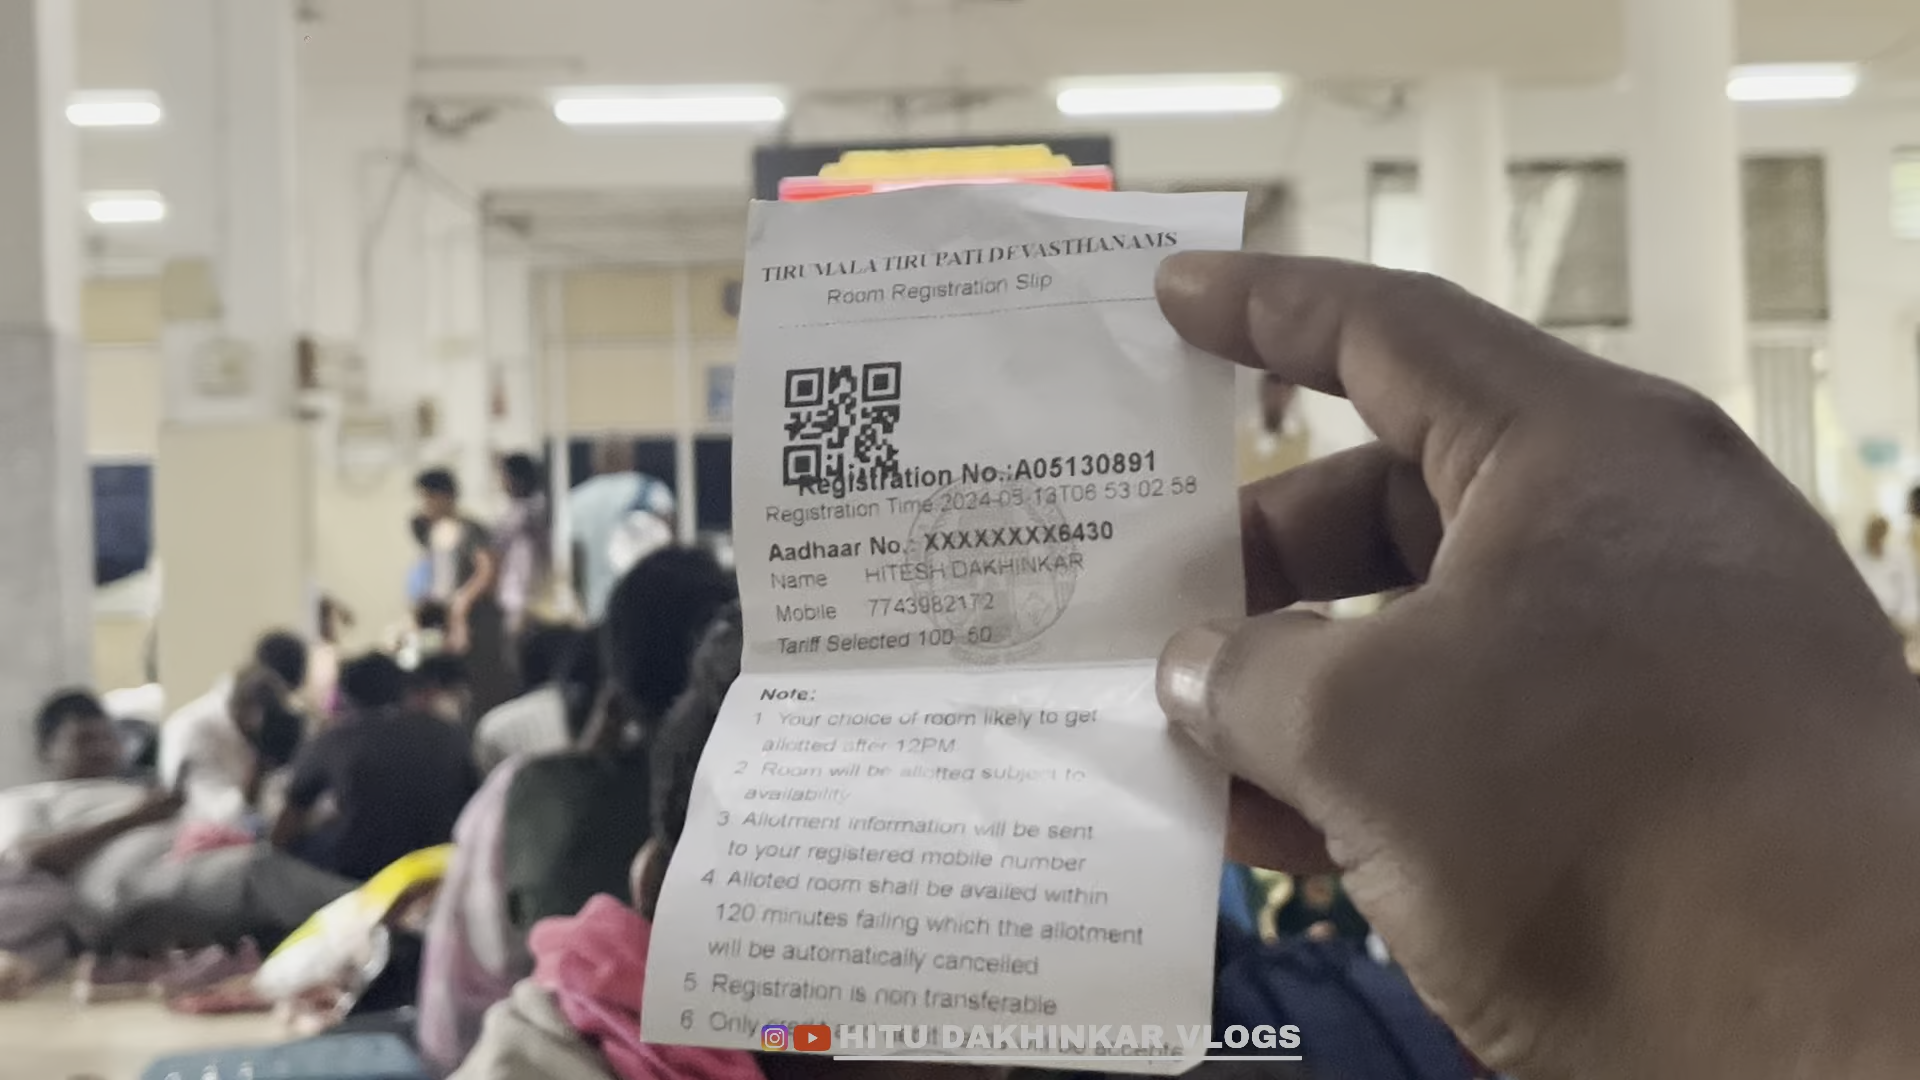 TIRUMALA TIRUPATI DEVASTHANAMS
Room Registration Slip
Registration No.:A05130891
Registration Time 2024-05-13T06 53 02 58
Aadhaar No.: XXXXXXXX6430
Name HITESH DAKHINKAR
Mobile 7743982172
Tariff Selected 100 50
Note:
1 Your choice of room likely to get
allotted after 12PM
2 Room will be allotted subject to
availability
3 Allotment information will be sent
to your registered mobile number
4 Alloted room shall be availed within
120 minutes failing which the allotment
will be automatically cancelled
5 Registration is non transferable
6 Only
HITU DAKHINKAR VLOGS